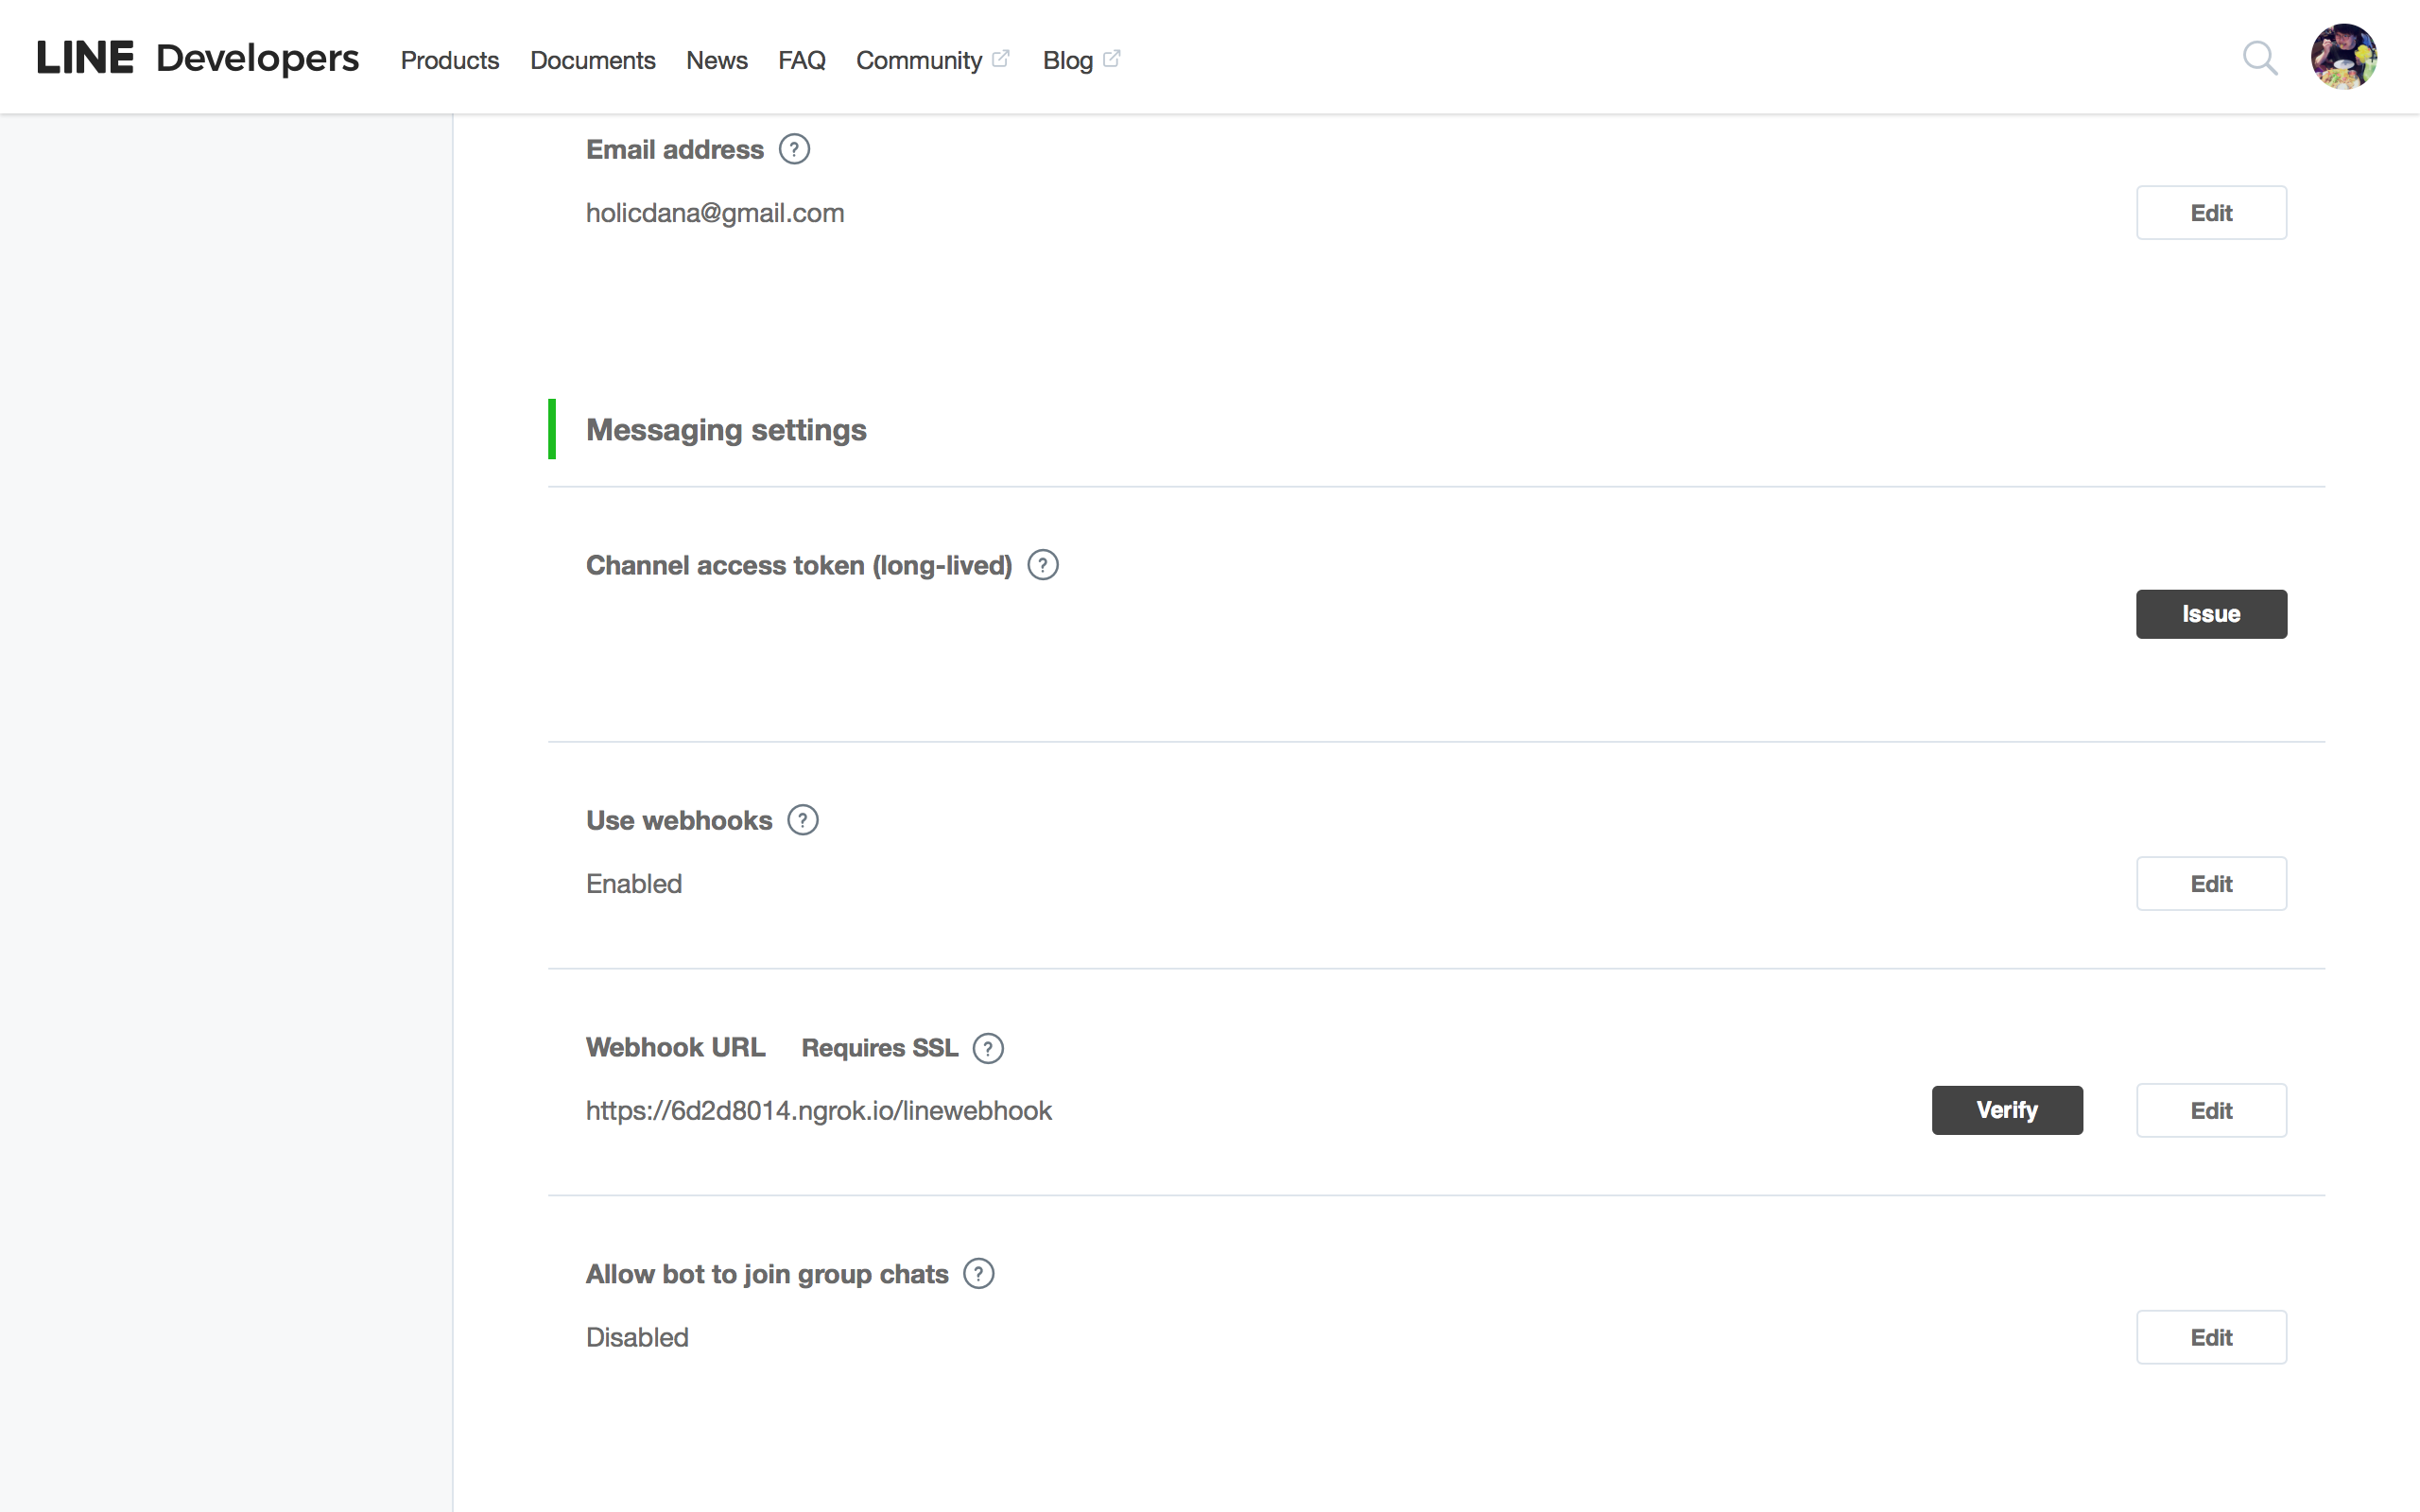 LINE Developers Products Documents News FAQ Community Blog
Email address ?
holicdana@gmail.com Edit
Messaging settings
Channel access token (long-lived) ?
Issue
Use webhooks ?
Enabled Edit
Webhook URL Requires SSL ?
https://6d2d8014.ngrok.io/linewebhook Verify Edit
Allow bot to join group chats ?
Disabled Edit